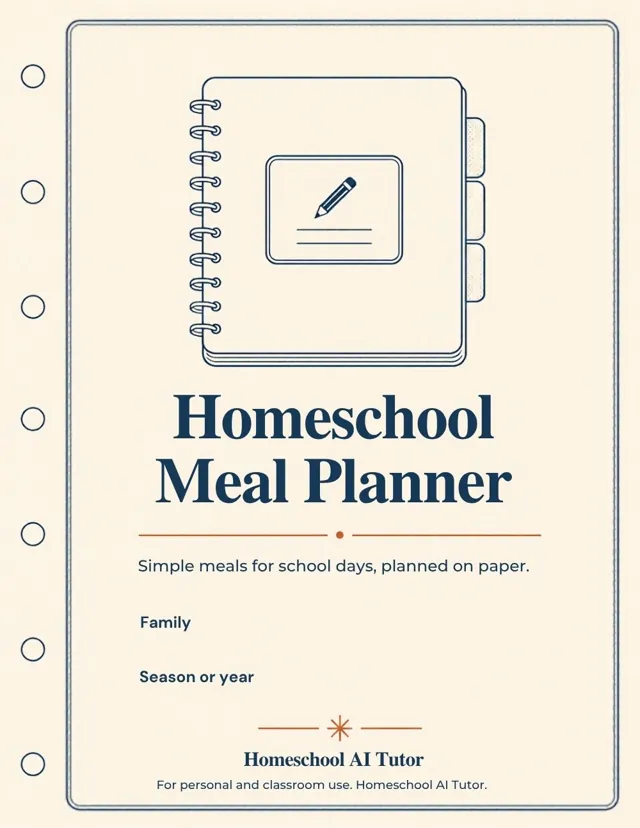 Homeschool
Meal Planner
Simple meals for school days, planned on paper.
Family
Season or year
Homeschool AI Tutor
For personal and classroom use. Homeschool AI Tutor.